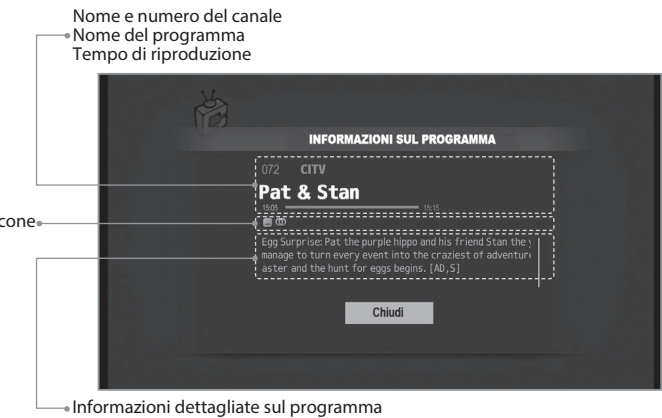 Nome e numero del canale
Nome del programma
Tempo di riproduzione
INFORMAZIONI SUL PROGRAMMA
072 CITV
Pat & Stan
15:05 15:15
cone
Egg Surprise: Pat the purple hippo and his friend Stan the
manage to turn every event into the craziest of adventur
aster and the hunt for eggs begins. [AD,S]
Chiudi
Informazioni dettagliate sul programma